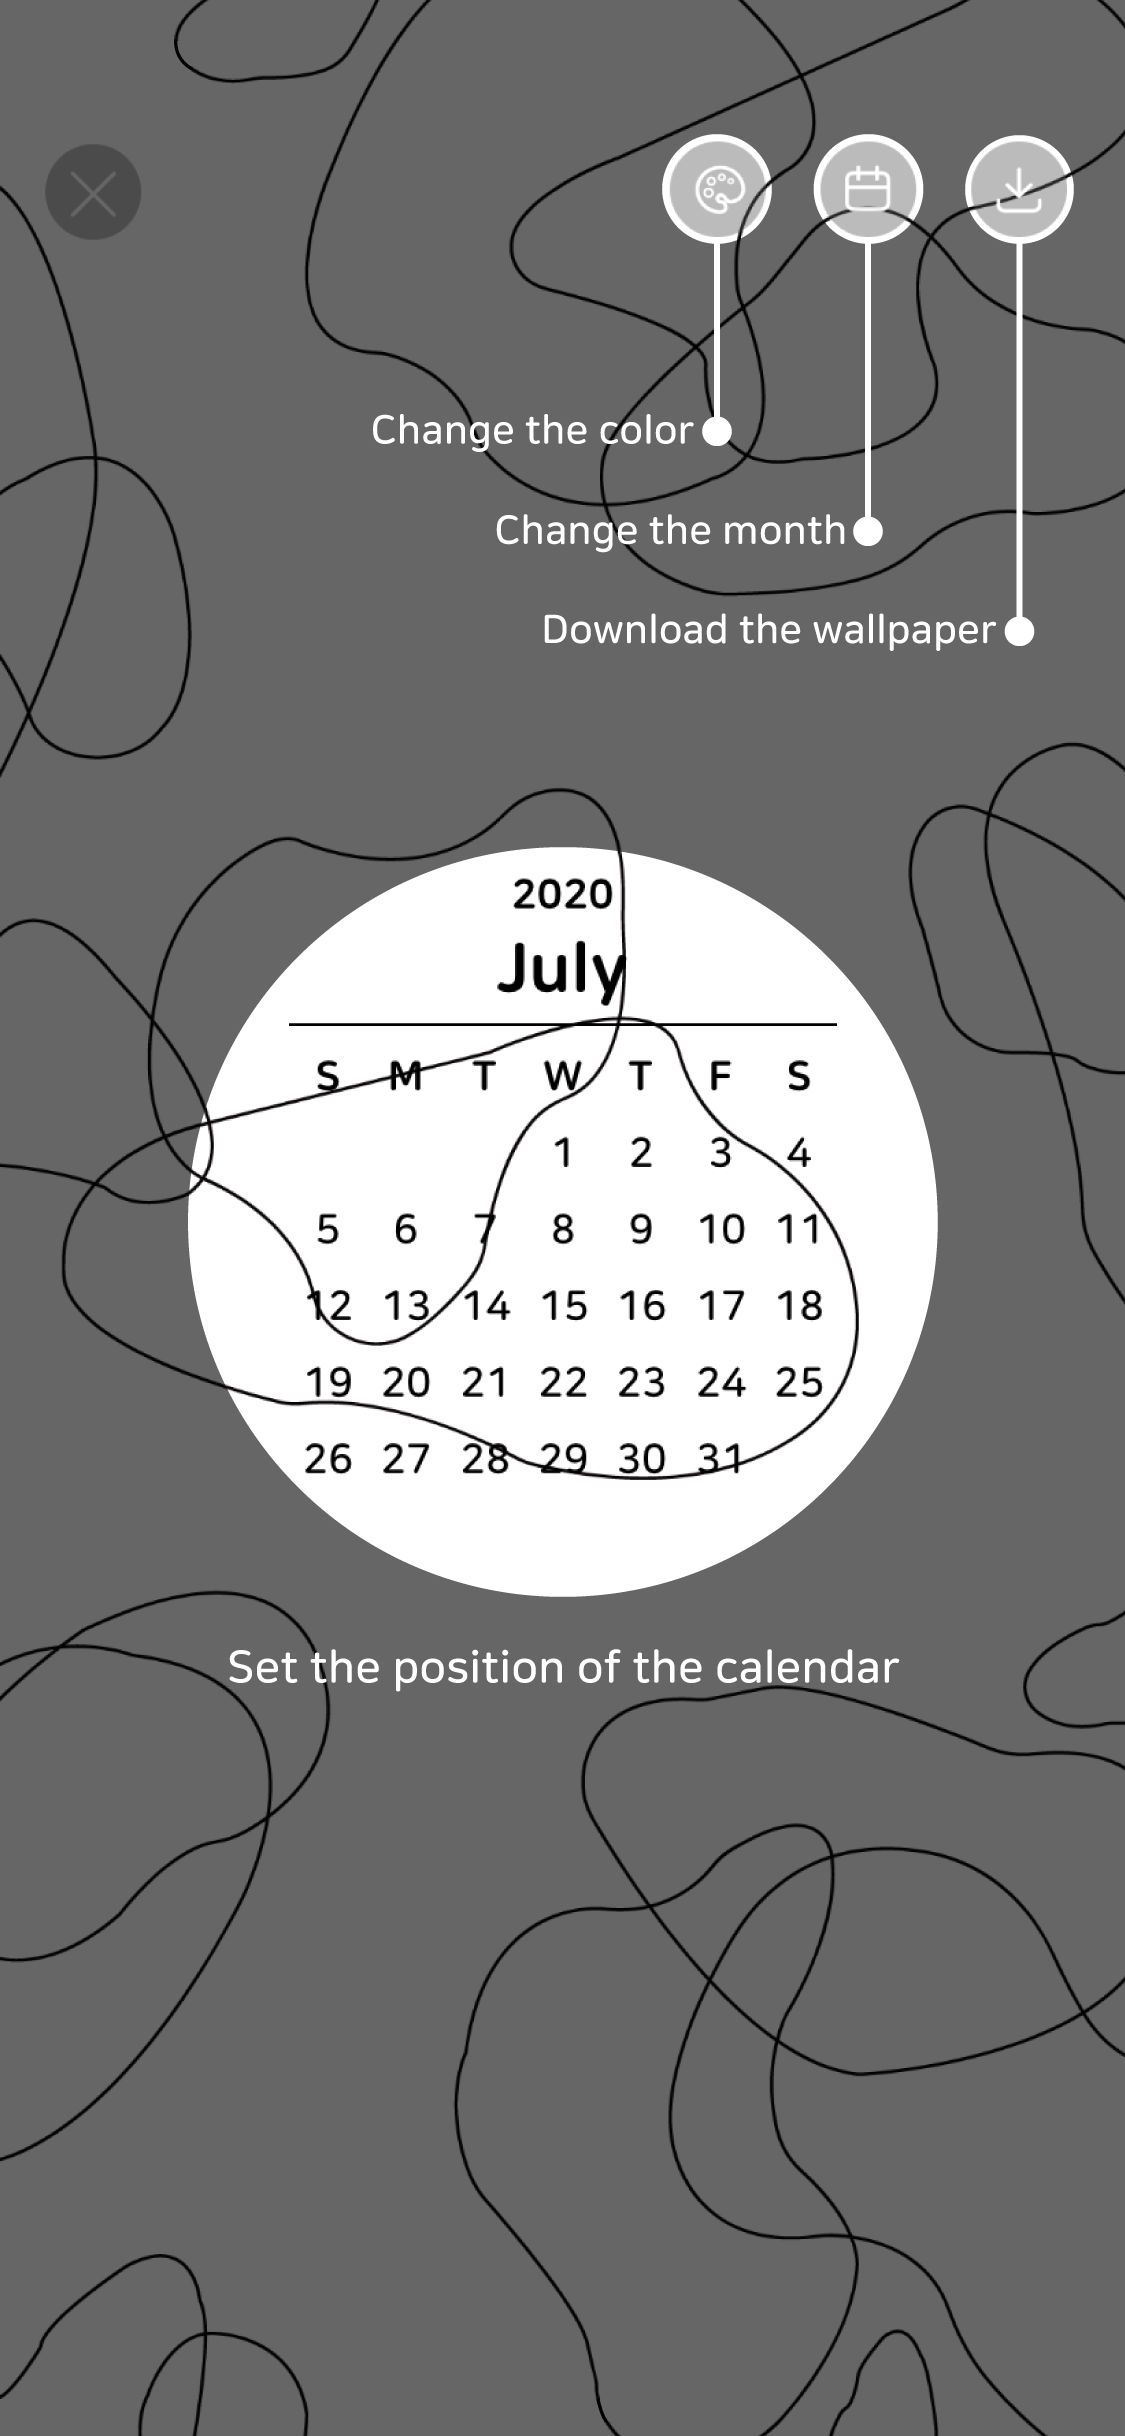 Change the color
Change the month
Download the wallpaper
2020
July
S M T W T F S
1 2 3 4
5 6 7 8 9 10 11
12 13 14 15 16 17 18
19 20 21 22 23 24 25
26 27 28 29 30 31
Set the position of the calendar